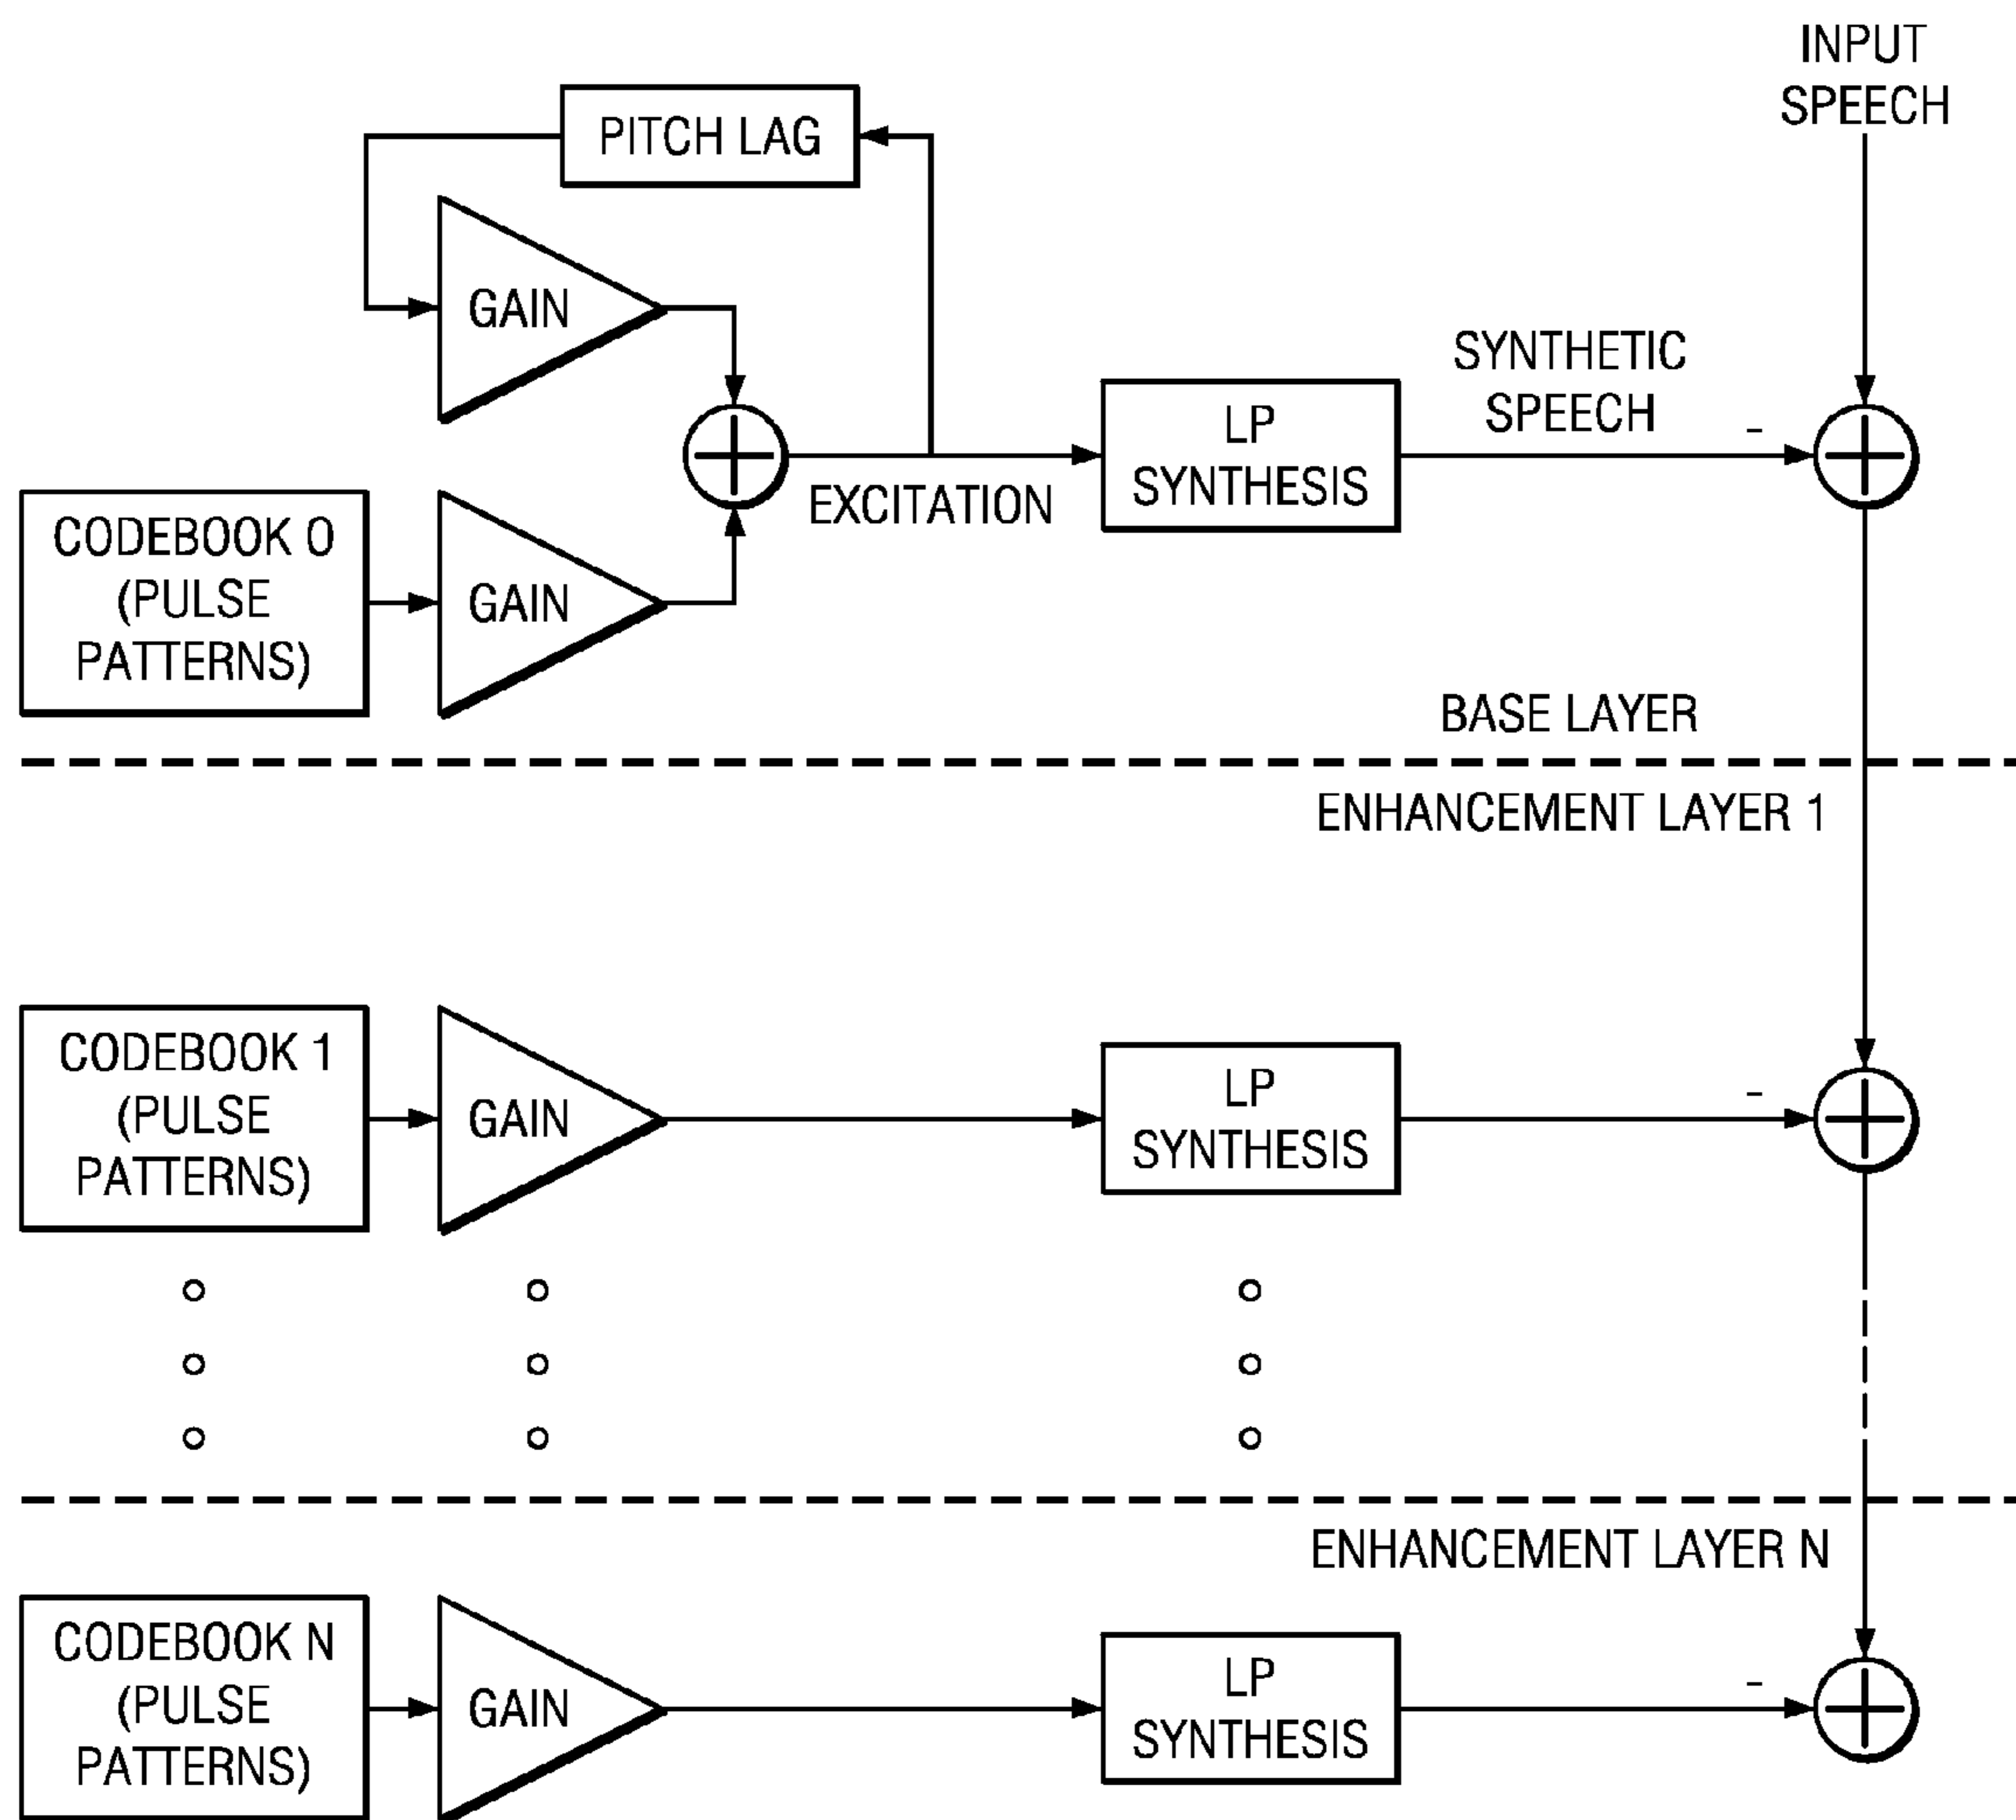 INPUT
SPEECH
PITCH LAG
GAIN
SYNTHETIC
SPEECH
-
LP
SYNTHESIS
EXCITATION
CODEBOOK 0
(PULSE
PATTERNS)
GAIN
BASE LAYER
ENHANCEMENT LAYER 1
CODEBOOK 1
(PULSE
PATTERNS)
GAIN
LP
SYNTHESIS
-
ENHANCEMENT LAYER N
CODEBOOK N
(PULSE
PATTERNS)
GAIN
LP
SYNTHESIS
-